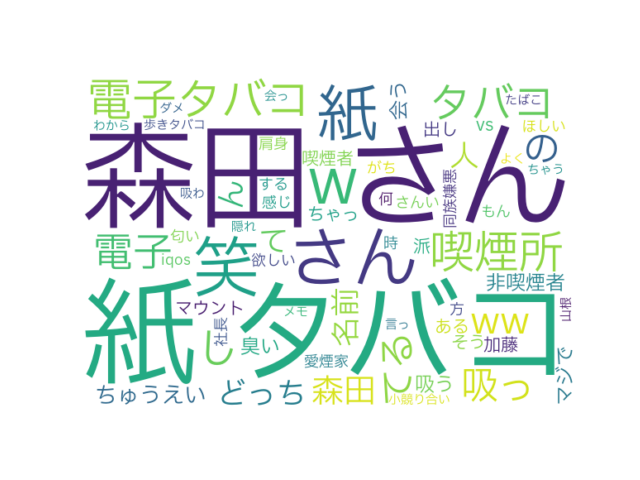 電子タバコ
ダメ
会っ
紙
会う
タバコ
たばこ
わから
歩きタバコ
出し
vs
ほしい
森田さん
肩身
喫煙者
人
の
ん
する
感じ
w
がち
よく
ちゃう
吸わ
ちゃっ
何
さんい
同族嫌悪
もん
隠れ
電子
匂い
iqos
笑
て
欲しい
さん
時
派
喫煙所
非喫煙者
紙タバコ
マウント
社長
メモ
名前
ww
方
ある
そう
山根
し
臭い
言っ
加藤
愛煙家
てる
吸う
マジで
ちゅうえい
どっち
森田
小競り合い
吸っ